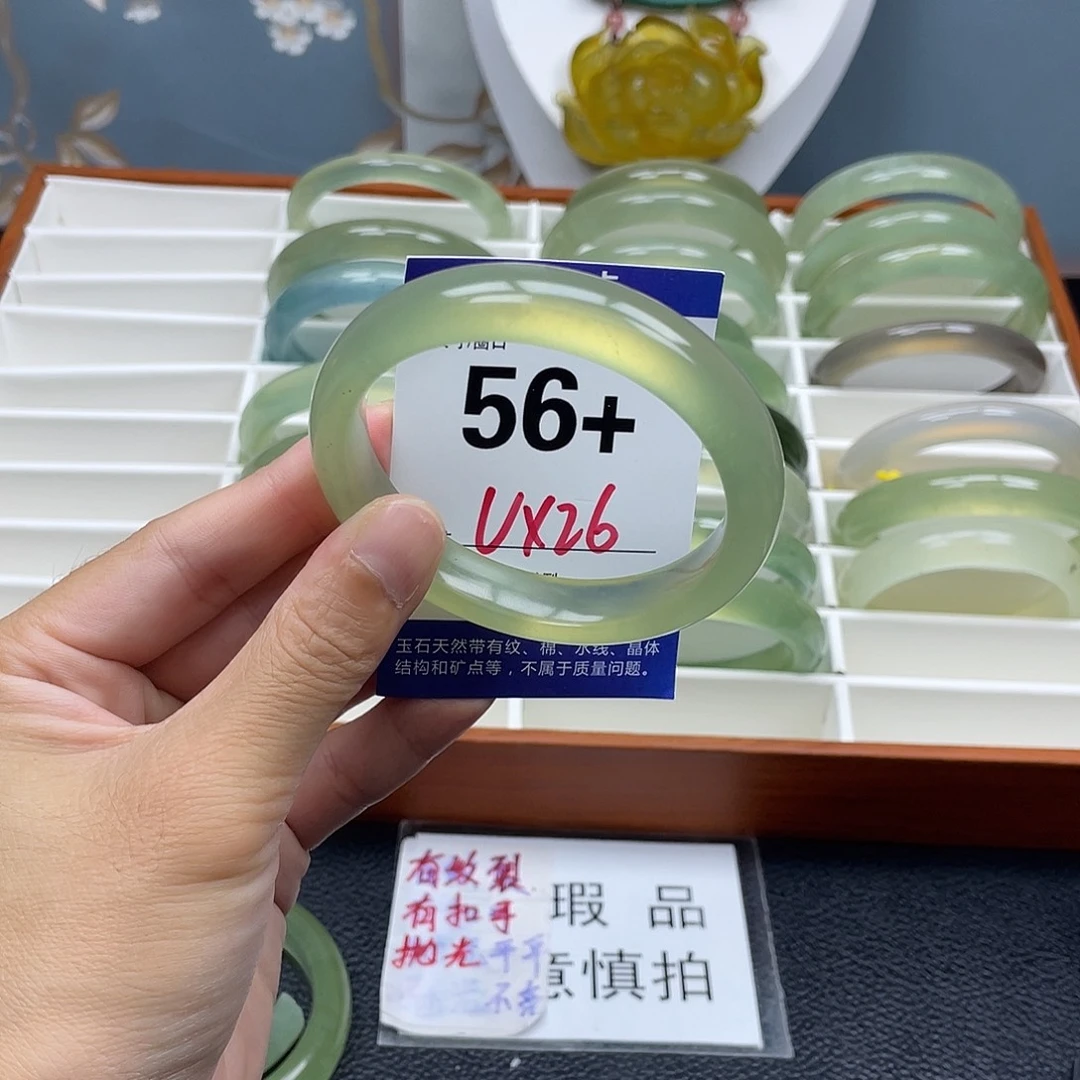 56+
UX26
玉石天然带有纹、棉、水线、晶体
结构和矿点等，不属于质量问题。
有纹裂
有扣手
抛光
瑕 品
意慎拍